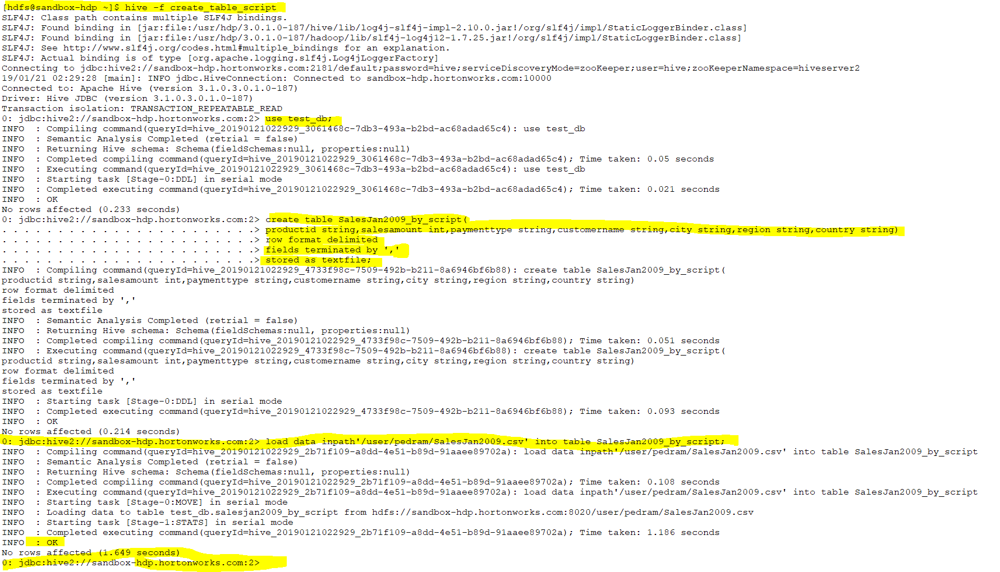 [hdfs@sandbox-hdp ~]$ hive -f create_table_script
SLF4J: Class path contains multiple SLF4J bindings.
SLF4J: Found binding in [jar:file:/usr/hdp/3.0.1.0-187/hive/lib/log4j-slf4j-impl-2.10.0.jar!/org/slf4j/impl/StaticLoggerBinder.class]
SLF4J: Found binding in [jar:file:/usr/hdp/3.0.1.0-187/hadoop/lib/slf4j-log4j12-1.7.25.jar!/org/slf4j/impl/StaticLoggerBinder.class]
SLF4J: See http://www.slf4j.org/codes.html#multiple_bindings for an explanation.
SLF4J: Actual binding is of type [org.apache.logging.slf4j.Log4jLoggerFactory]
Connecting to jdbc:hive2://sandbox-hdp.hortonworks.com:2181/default;password=hive;serviceDiscoveryMode=zooKeeper;user=hive;zooKeeperNamespace=hiveserver2
19/01/21 02:29:28 [main]: INFO jdbc.HiveConnection: Connected to sandbox-hdp.hortonworks.com:10000
Connected to: Apache Hive (version 3.1.0.3.0.1.0-187)
Driver: Hive JDBC (version 3.1.0.3.0.1.0-187)
Transaction isolation: TRANSACTION_REPEATABLE_READ
0: jdbc:hive2://sandbox-hdp.hortonworks.com:2> use test_db;
INFO  : Compiling command(queryId=hive_20190121022929_3061468c-7db3-493a-b2bd-ac68adad65c4): use test_db
INFO  : Semantic Analysis Completed (retrial = false)
INFO  : Returning Hive schema: Schema(fieldSchemas:null, properties:null)
INFO  : Completed compiling command(queryId=hive_20190121022929_3061468c-7db3-493a-b2bd-ac68adad65c4); Time taken: 0.05 seconds
INFO  : Executing command(queryId=hive_20190121022929_3061468c-7db3-493a-b2bd-ac68adad65c4): use test_db
INFO  : Starting task [Stage-0:DDL] in serial mode
INFO  : Completed executing command(queryId=hive_20190121022929_3061468c-7db3-493a-b2bd-ac68adad65c4); Time taken: 0.021 seconds
INFO  : OK
No rows affected (0.233 seconds)
0: jdbc:hive2://sandbox-hdp.hortonworks.com:2> create table SalesJan2009_by_script(
. . . . . . . . . . . . . . . . . . . . . . .> productid string,salesamount int,paymenttype string,customername string,city string,region string,country string)
. . . . . . . . . . . . . . . . . . . . . . .> row format delimited
. . . . . . . . . . . . . . . . . . . . . . .> fields terminated by ','
. . . . . . . . . . . . . . . . . . . . . . .> stored as textfile;
INFO  : Compiling command(queryId=hive_20190121022929_4733f98c-7509-492b-b211-8a6946bf6b88): create table SalesJan2009_by_script(
productid string,salesamount int,paymenttype string,customername string,city string,region string,country string)
row format delimited
fields terminated by ','
stored as textfile
INFO  : Semantic Analysis Completed (retrial = false)
INFO  : Returning Hive schema: Schema(fieldSchemas:null, properties:null)
INFO  : Completed compiling command(queryId=hive_20190121022929_4733f98c-7509-492b-b211-8a6946bf6b88); Time taken: 0.051 seconds
INFO  : Executing command(queryId=hive_20190121022929_4733f98c-7509-492b-b211-8a6946bf6b88): create table SalesJan2009_by_script(
productid string,salesamount int,paymenttype string,customername string,city string,region string,country string)
row format delimited
fields terminated by ','
stored as textfile
INFO  : Starting task [Stage-0:DDL] in serial mode
INFO  : Completed executing command(queryId=hive_20190121022929_4733f98c-7509-492b-b211-8a6946bf6b88); Time taken: 0.093 seconds
INFO  : OK
No rows affected (0.214 seconds)
0: jdbc:hive2://sandbox-hdp.hortonworks.com:2> load data inpath'/user/pedram/SalesJan2009.csv' into table SalesJan2009_by_script;
INFO  : Compiling command(queryId=hive_20190121022929_2b71f109-a8dd-4e51-b89d-91aaee89702a): load data inpath'/user/pedram/SalesJan2009.csv' into table SalesJan2009_by_script
INFO  : Semantic Analysis Completed (retrial = false)
INFO  : Returning Hive schema: Schema(fieldSchemas:null, properties:null)
INFO  : Completed compiling command(queryId=hive_20190121022929_2b71f109-a8dd-4e51-b89d-91aaee89702a); Time taken: 0.108 seconds
INFO  : Executing command(queryId=hive_20190121022929_2b71f109-a8dd-4e51-b89d-91aaee89702a): load data inpath'/user/pedram/SalesJan2009.csv' into table SalesJan2009_by_script
INFO  : Starting task [Stage-0:MOVE] in serial mode
INFO  : Loading data to table test_db.salesjan2009_by_script from hdfs://sandbox-hdp.hortonworks.com:8020/user/pedram/SalesJan2009.csv
INFO  : Starting task [Stage-1:STATS] in serial mode
INFO  : Completed executing command(queryId=hive_20190121022929_2b71f109-a8dd-4e51-b89d-91aaee89702a); Time taken: 1.186 seconds
INFO  : OK
No rows affected (1.649 seconds)
0: jdbc:hive2://sandbox-hdp.hortonworks.com:2>